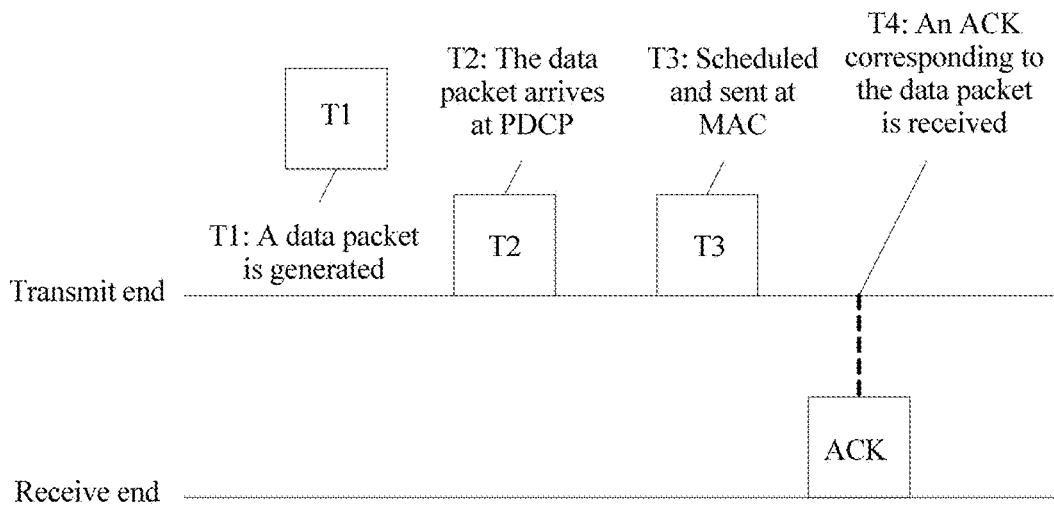 T4: An ACK
corresponding to
the data packet
is received
T2: The data
packet arrives
at PDCP
T3: Scheduled
and sent at
MAC
T1
T1: A data packet
is generated
T2
T3
Transmit end
ACK
Receive end